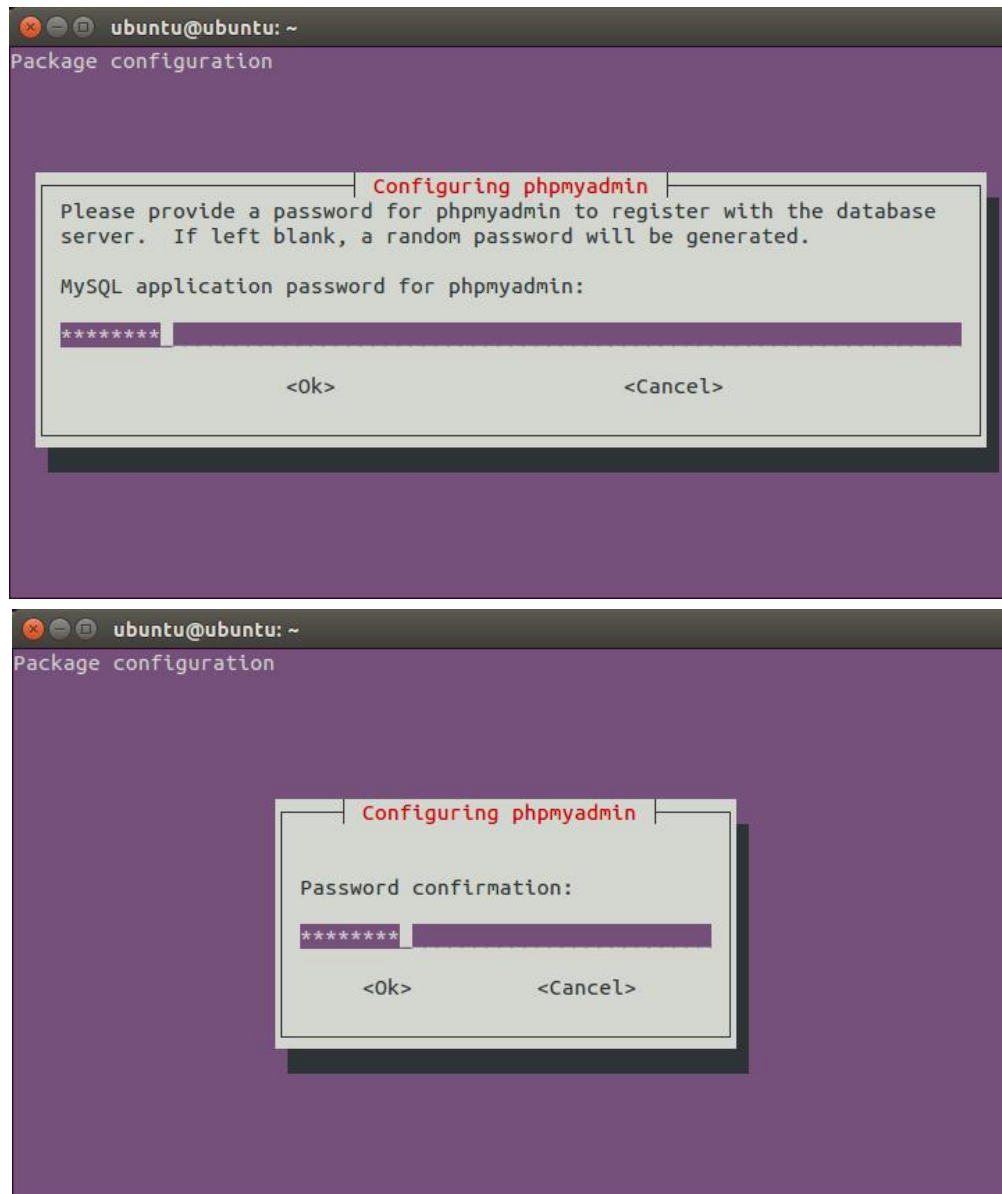 ubuntu@ubuntu: ~
Package configuration
Configuring phpmyadmin
Please provide a password for phpmyadmin to register with the database
server.  If left blank, a random password will be generated.
MySQL application password for phpmyadmin:
********
<Ok> <Cancel>
ubuntu@ubuntu: ~
Package configuration
Configuring phpmyadmin
Password confirmation:
********
<Ok> <Cancel>